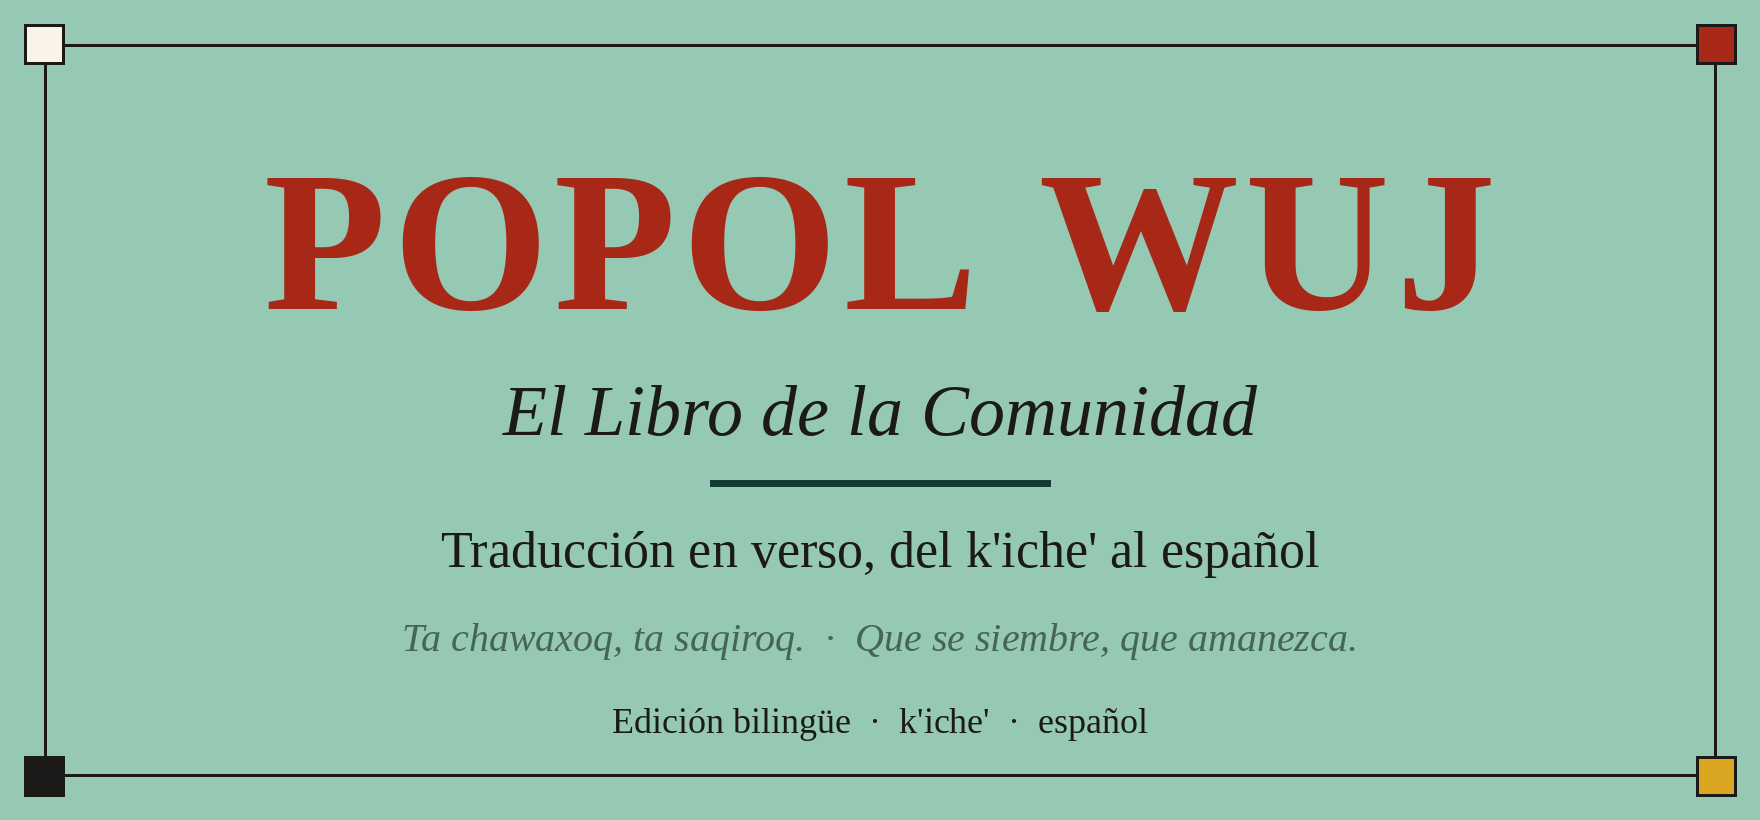 POPOL WUJ
El Libro de la Comunidad
Traducción en verso, del k'iche' al español
Ta chawaxoq, ta saqiroq. · Que se siembre, que amanezca.
Edición bilingüe · k'iche' · español